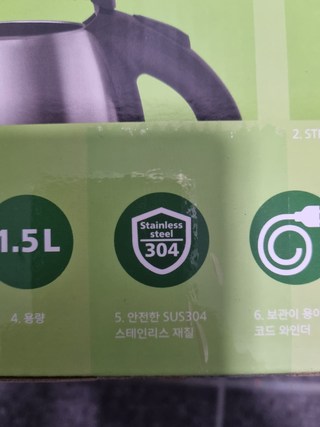 2. ST
1.5L
Stainless
steel
304
4. 용량
5. 안전한 SUS304
스테인리스 재질
6. 보관이 용이
코드 와인더